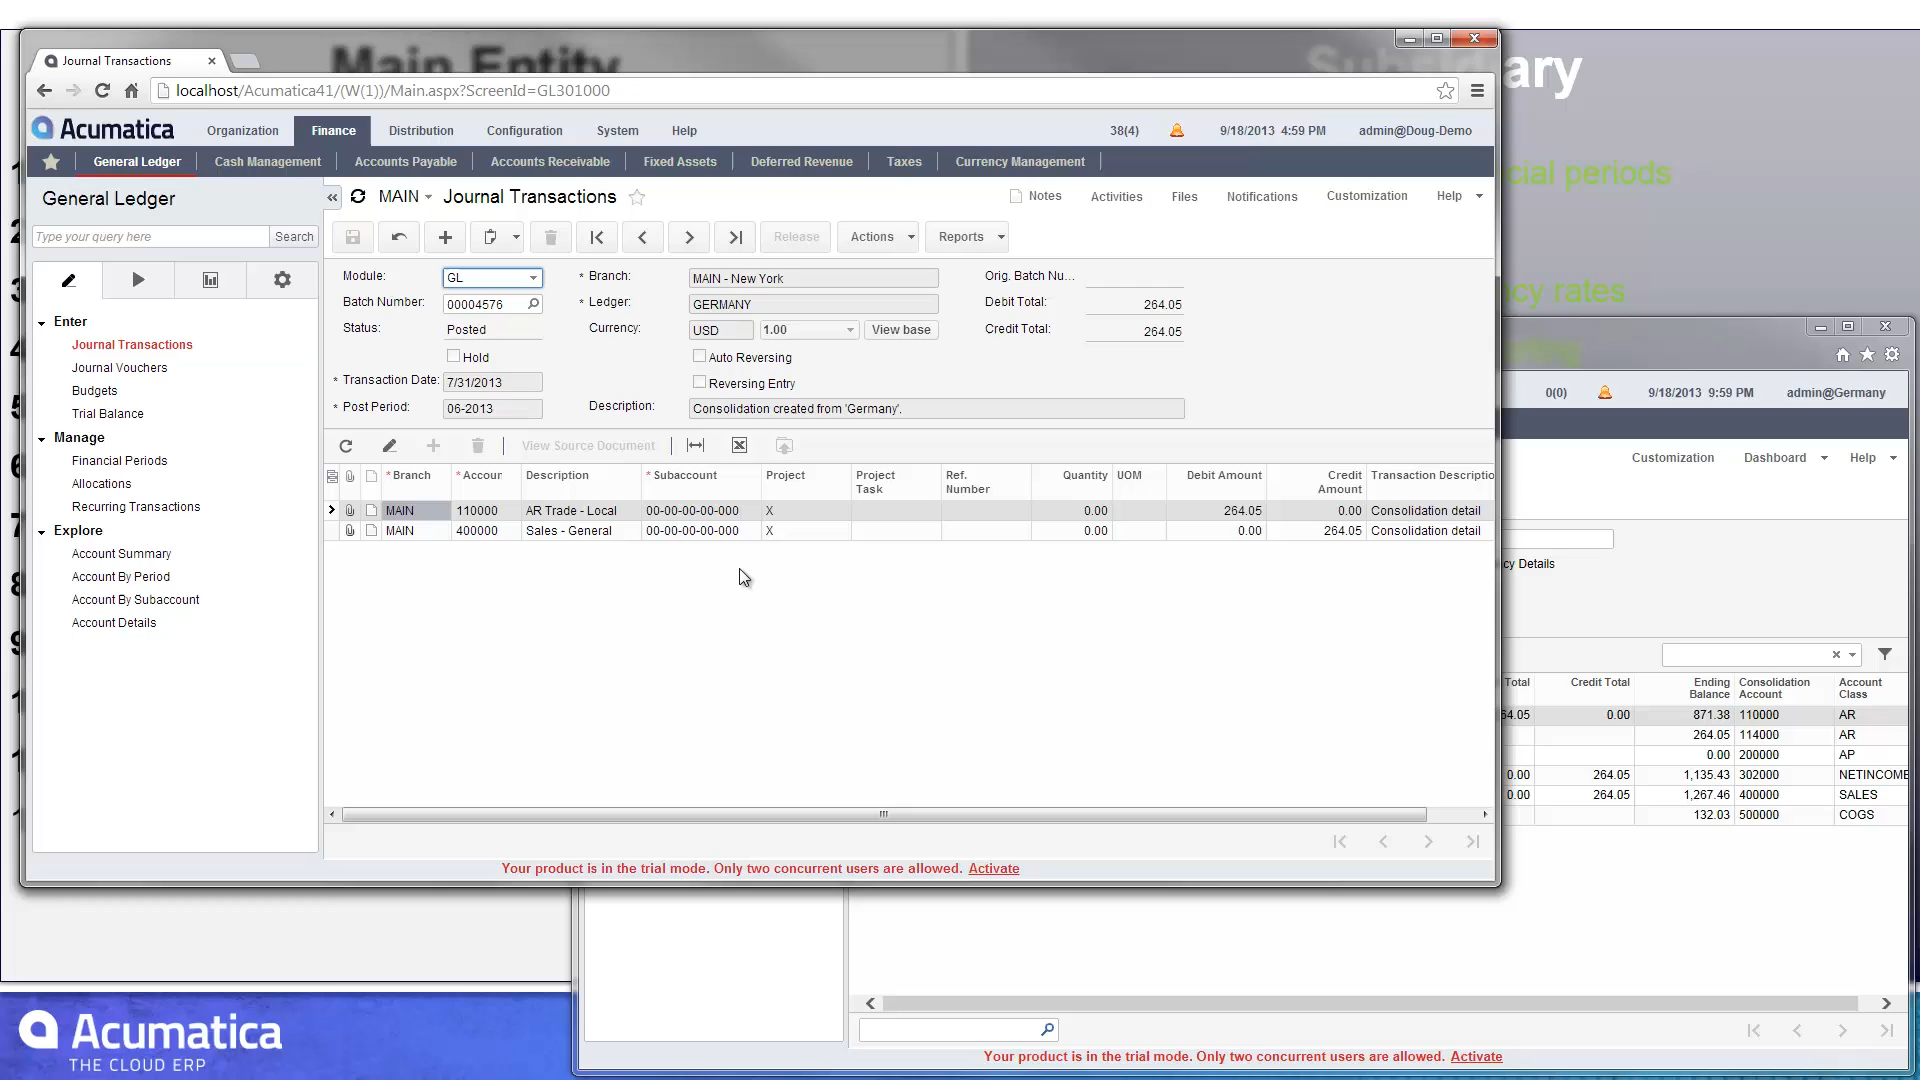 Main Entity
Subsidiary
Journal Transactions
localhost/Acumatica41/(W(1))/Main.aspx?ScreenId=GL301000
Acumatica Organization Finance Distribution Configuration System Help 38(4) 9/18/2013 4:59 PM admin@Doug-Demo
General Ledger Cash Management Accounts Payable Accounts Receivable Fixed Assets Deferred Revenue Taxes Currency Management
General Ledger MAIN Journal Transactions Notes Activities Files Notifications Customization Help
Type your query here Search
Release Actions Reports
Module: GL * Branch: MAIN - New York Orig. Batch Nu...
Batch Number: 00004576 * Ledger: GERMANY Debit Total: 264.05
Status: Posted Currency: USD 1.00 View base Credit Total: 264.05
Hold Auto Reversing
* Transaction Date: 7/31/2013 Reversing Entry
* Post Period: 06-2013 Description: Consolidation created from 'Germany'.
View Source Document
* Branch * Accour Description * Subaccount Project Project Task Ref. Number Quantity UOM Debit Amount Credit Amount Transaction Descriptio
MAIN 110000 AR Trade - Local 00-00-00-00-000 X 0.00 264.05 0.00 Consolidation detail
MAIN 400000 Sales - General 00-00-00-00-000 X 0.00 0.00 264.05 Consolidation detail
Enter
Journal Transactions
Journal Vouchers
Budgets
Trial Balance
Manage
Financial Periods
Allocations
Recurring Transactions
Explore
Account Summary
Account By Period
Account By Subaccount
Account Details
Your product is in the trial mode. Only two concurrent users are allowed. Activate
cial periods
ncy rates
0(0) 9/18/2013 9:59 PM admin@Germany
Customization Dashboard Help
cy Details
Total Credit Total Ending Balance Consolidation Account Account Class
64.05 0.00 871.38 110000 AR
264.05 114000 AR
0.00 200000 AP
0.00 264.05 1,135.43 302000 NETINCOME
0.00 264.05 1,267.46 400000 SALES
132.03 500000 COGS
Your product is in the trial mode. Only two concurrent users are allowed. Activate
Acumatica
THE CLOUD ERP